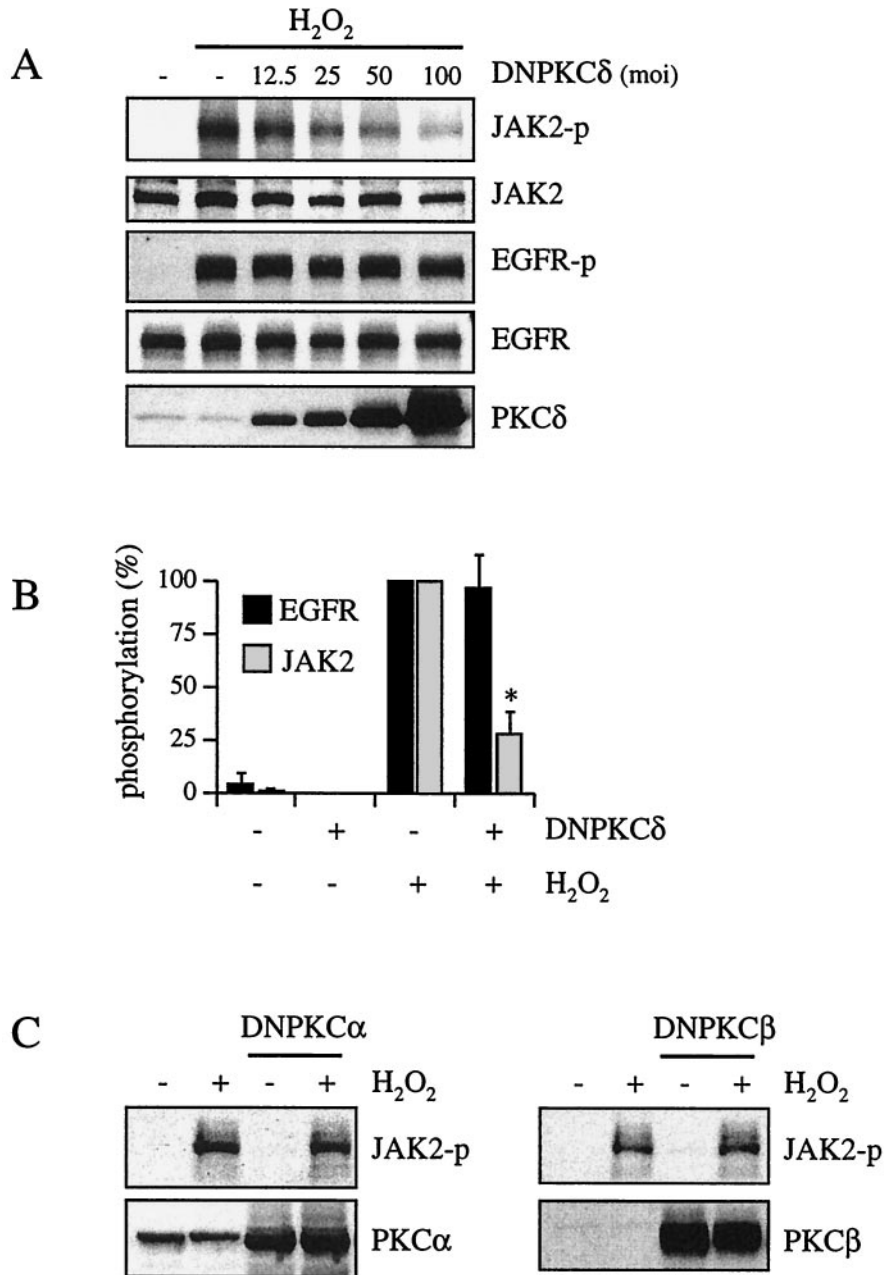 A
H₂O₂
- - 12.5 25 50 100 DNPKCδ (moi)
JAK2-p
JAK2
EGFR-p
EGFR
PKCδ
B
phosphorylation (%)
100
75
50
25
0
EGFR
JAK2
*
- + - + DNPKCδ
- - + + H₂O₂
C
DNPKCα
- + - + H₂O₂
JAK2-p
PKCα
DNPKCβ
- + - + H₂O₂
JAK2-p
PKCβ